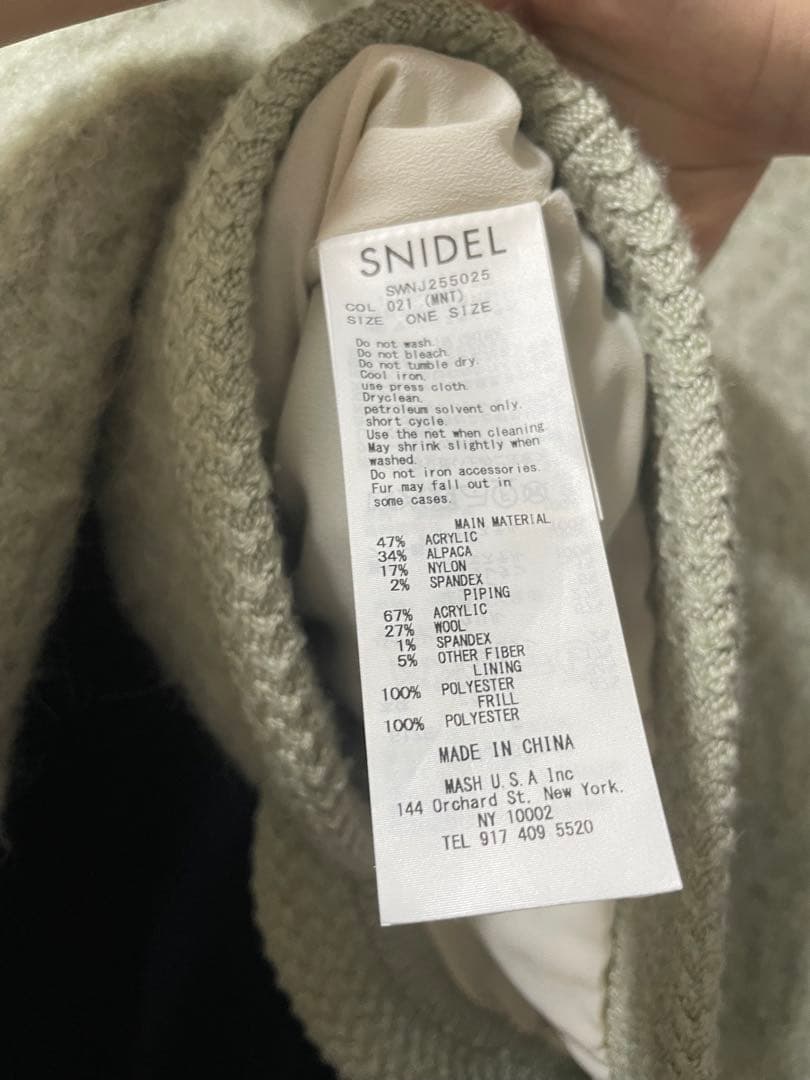 SNIDEL
SWNJ255025
COL 021 (MNT)
SIZE ONE SIZE
Do not wash.
Do not bleach.
Do not tumble dry.
Cool iron.
use press cloth.
Dryclean.
petroleum solvent only.
short cycle.
Use the net when cleaning
May shrink slightly when
washed.
Do not iron accessories.
Fur may fall out in
some cases.
MAIN MATERIAL
47% ACRYLIC
34% ALPACA
17% NYLON
2% SPANDEX
PIPING
67% ACRYLIC
27% WOOL
1% SPANDEX
5% OTHER FIBER
LINING
100% POLYESTER
FRILL
100% POLYESTER
MADE IN CHINA
MASH U.S.A Inc
144 Orchard St. New York.
NY 10002
TEL 917 409 5520